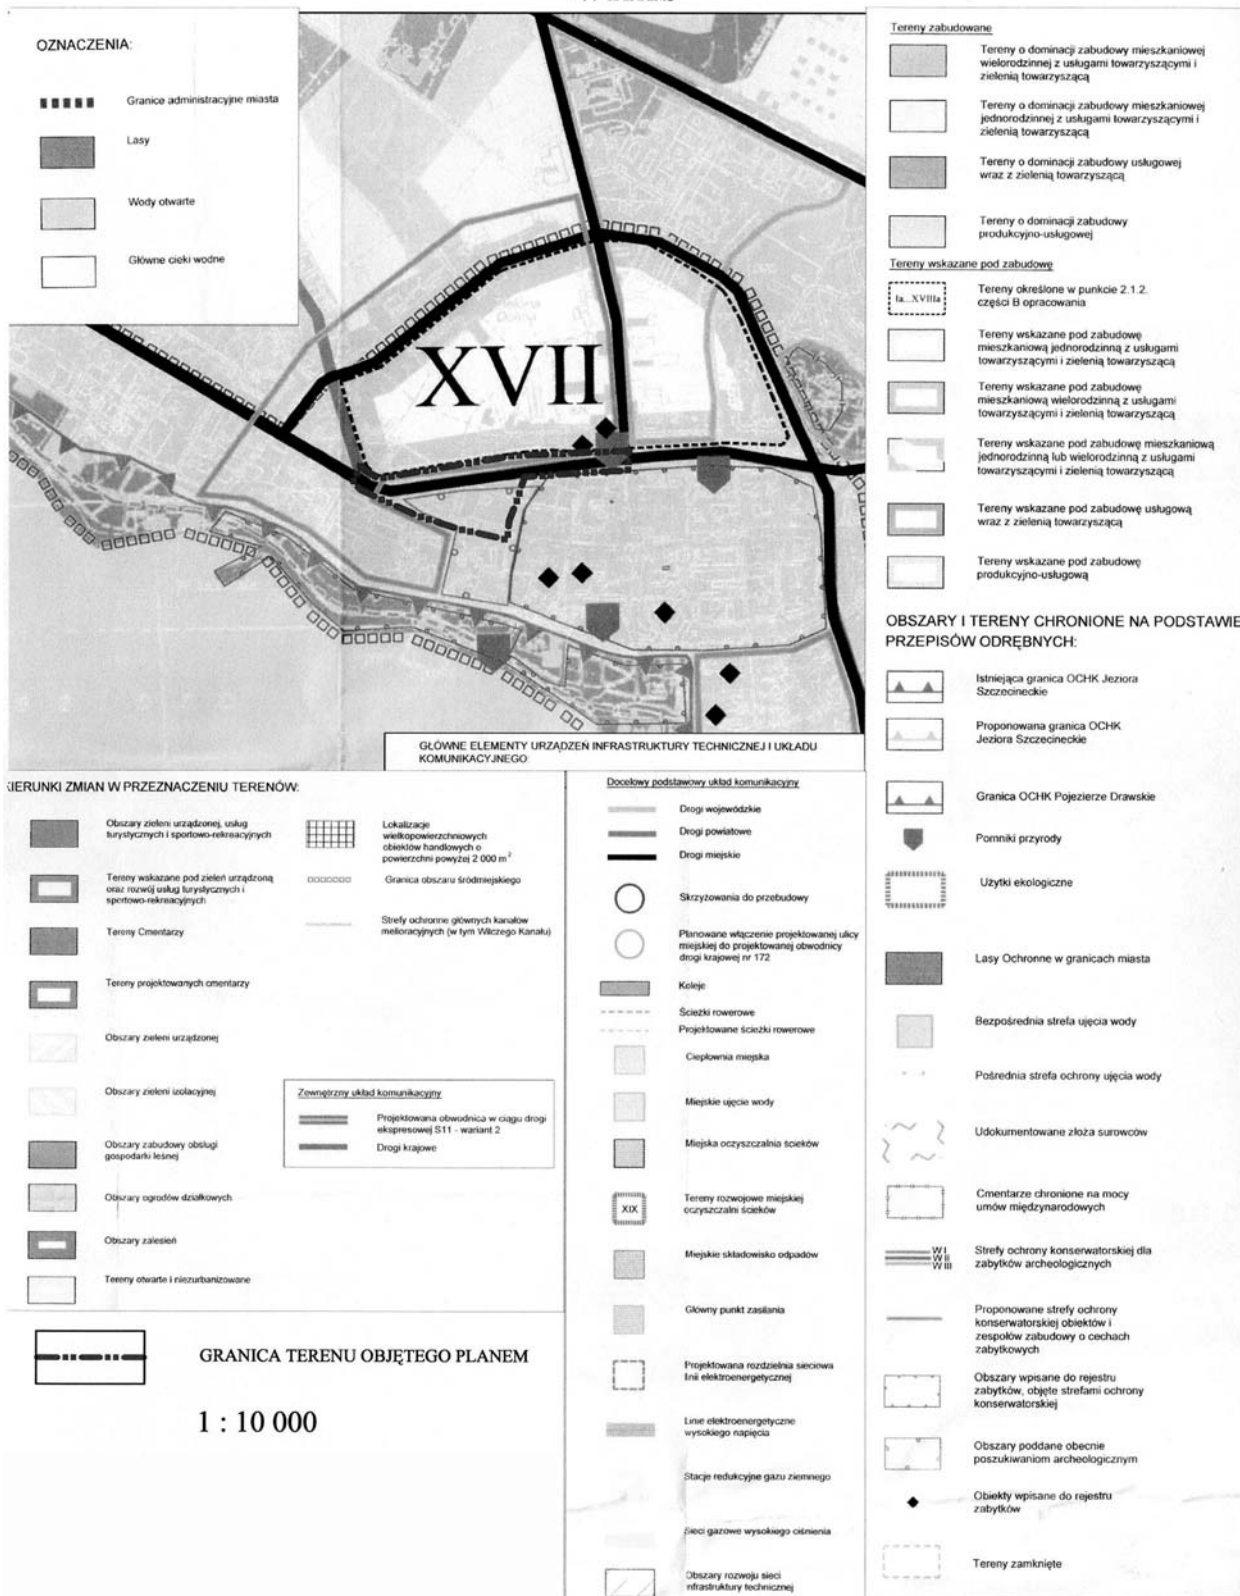 OZNACZENIA:
Granice administracyjne miasta
Lasy
Wody otwarte
Główne cieki wodne
XVII
GŁÓWNE ELEMENTY URZĄDZEŃ INFRASTRUKTURY TECHNICZNEJ I UKŁADU
KOMUNIKACYJNEGO
Tereny zabudowane
Tereny o dominacji zabudowy mieszkaniowej
wielorodzinnej z usługami towarzyszącymi i
zielenią towarzyszącą
Tereny o dominacji zabudowy mieszkaniowej
jednorodzinnej z usługami towarzyszącymi i
zielenią towarzyszącą
Tereny o dominacji zabudowy usługowej
wraz z zielenią towarzyszącą
Tereny o dominacji zabudowy
produkcyjno-usługowej
Tereny wskazane pod zabudowę
Ia...XVIIIa
Tereny określone w punkcie 2.1.2.
części B opracowania
Tereny wskazane pod zabudowę
mieszkaniową jednorodzinną z usługami
towarzyszącymi i zielenią towarzyszącą
Tereny wskazane pod zabudowę
mieszkaniową wielorodzinną z usługami
towarzyszącymi i zielenią towarzyszącą
Tereny wskazane pod zabudowę mieszkaniową
jednorodzinną lub wielorodzinną z usługami
towarzyszącymi i zielenią towarzyszącą
Tereny wskazane pod zabudowę usługową
wraz z zielenią towarzyszącą
Tereny wskazane pod zabudowę
produkcyjno-usługową
OBSZARY I TERENY CHRONIONE NA PODSTAWIE
PRZEPISÓW ODRĘBNYCH:
Istniejąca granica OCHK Jeziora
Szczecineckie
Proponowana granica OCHK
Jeziora Szczecineckie
Granica OCHK Pojezierze Drawskie
Pomniki przyrody
Użytki ekologiczne
Lasy Ochronne w granicach miasta
Bezpośrednia strefa ujęcia wody
Pośrednia strefa ochrony ujęcia wody
Udokumentowane złoża surowców
Cmentarze chronione na mocy
umów międzynarodowych
W I
W II
W III
Strefy ochrony konserwatorskiej dla
zabytków archeologicznych
Proponowane strefy ochrony
konserwatorskiej obiektów i
zespołów zabudowy o cechach
zabytkowych
Obszary wpisane do rejestru
zabytków, objęte strefami ochrony
konserwatorskiej
Obszary poddane obecnie
poszukiwaniom archeologicznym
Obiekty wpisane do rejestru
zabytków
Tereny zamknięte
KIERUNKI ZMIAN W PRZEZNACZENIU TERENÓW:
Obszary zieleni urządzonej, usług
turystycznych i sportowo-rekreacyjnych
Tereny wskazane pod zieleń urządzoną
oraz rozwój usług turystycznych i
sportowo-rekreacyjnych
Tereny Cmentarzy
Tereny projektowanych cmentarzy
Obszary zieleni urządzonej
Obszary zieleni izolacyjnej
Obszary zabudowy obsługi
gospodarki leśnej
Obszary ogrodów działkowych
Obszary zalesień
Tereny otwarte i niezurbanizowane
Lokalizacje
wielkopowierzchniowych
obiektów handlowych o
powierzchni powyżej 2 000 m²
Granica obszaru śródmiejskiego
Strefy ochronne głównych kanałów
melioracyjnych (w tym Wilczego Kanału)
Zewnętrzny układ komunikacyjny
Projektowana obwodnica w ciągu drogi
ekspresowej S11 - wariant 2
Drogi krajowe
GRANICA TERENU OBJĘTEGO PLANEM
1 : 10 000
Docelowy podstawowy układ komunikacyjny
Drogi wojewódzkie
Drogi powiatowe
Drogi miejskie
Skrzyżowania do przebudowy
Planowane włączenie projektowanej ulicy
miejskiej do projektowanej obwodnicy
drogi krajowej nr 172
Koleje
Ścieżki rowerowe
Projektowane ścieżki rowerowe
Ciepłownia miejska
Miejskie ujęcie wody
Miejska oczyszczalnia ścieków
XIX
Tereny rozwojowe miejskiej
oczyszczalni ścieków
Miejskie składowisko odpadów
Główny punkt zasilania
Projektowana rozdzielnia sieciowa
linii elektroenergetycznej
Linie elektroenergetyczne
wysokiego napięcia
Stacje redukcyjne gazu ziemnego
Sieci gazowe wysokiego ciśnienia
Obszary rozwoju sieci
infrastruktury technicznej